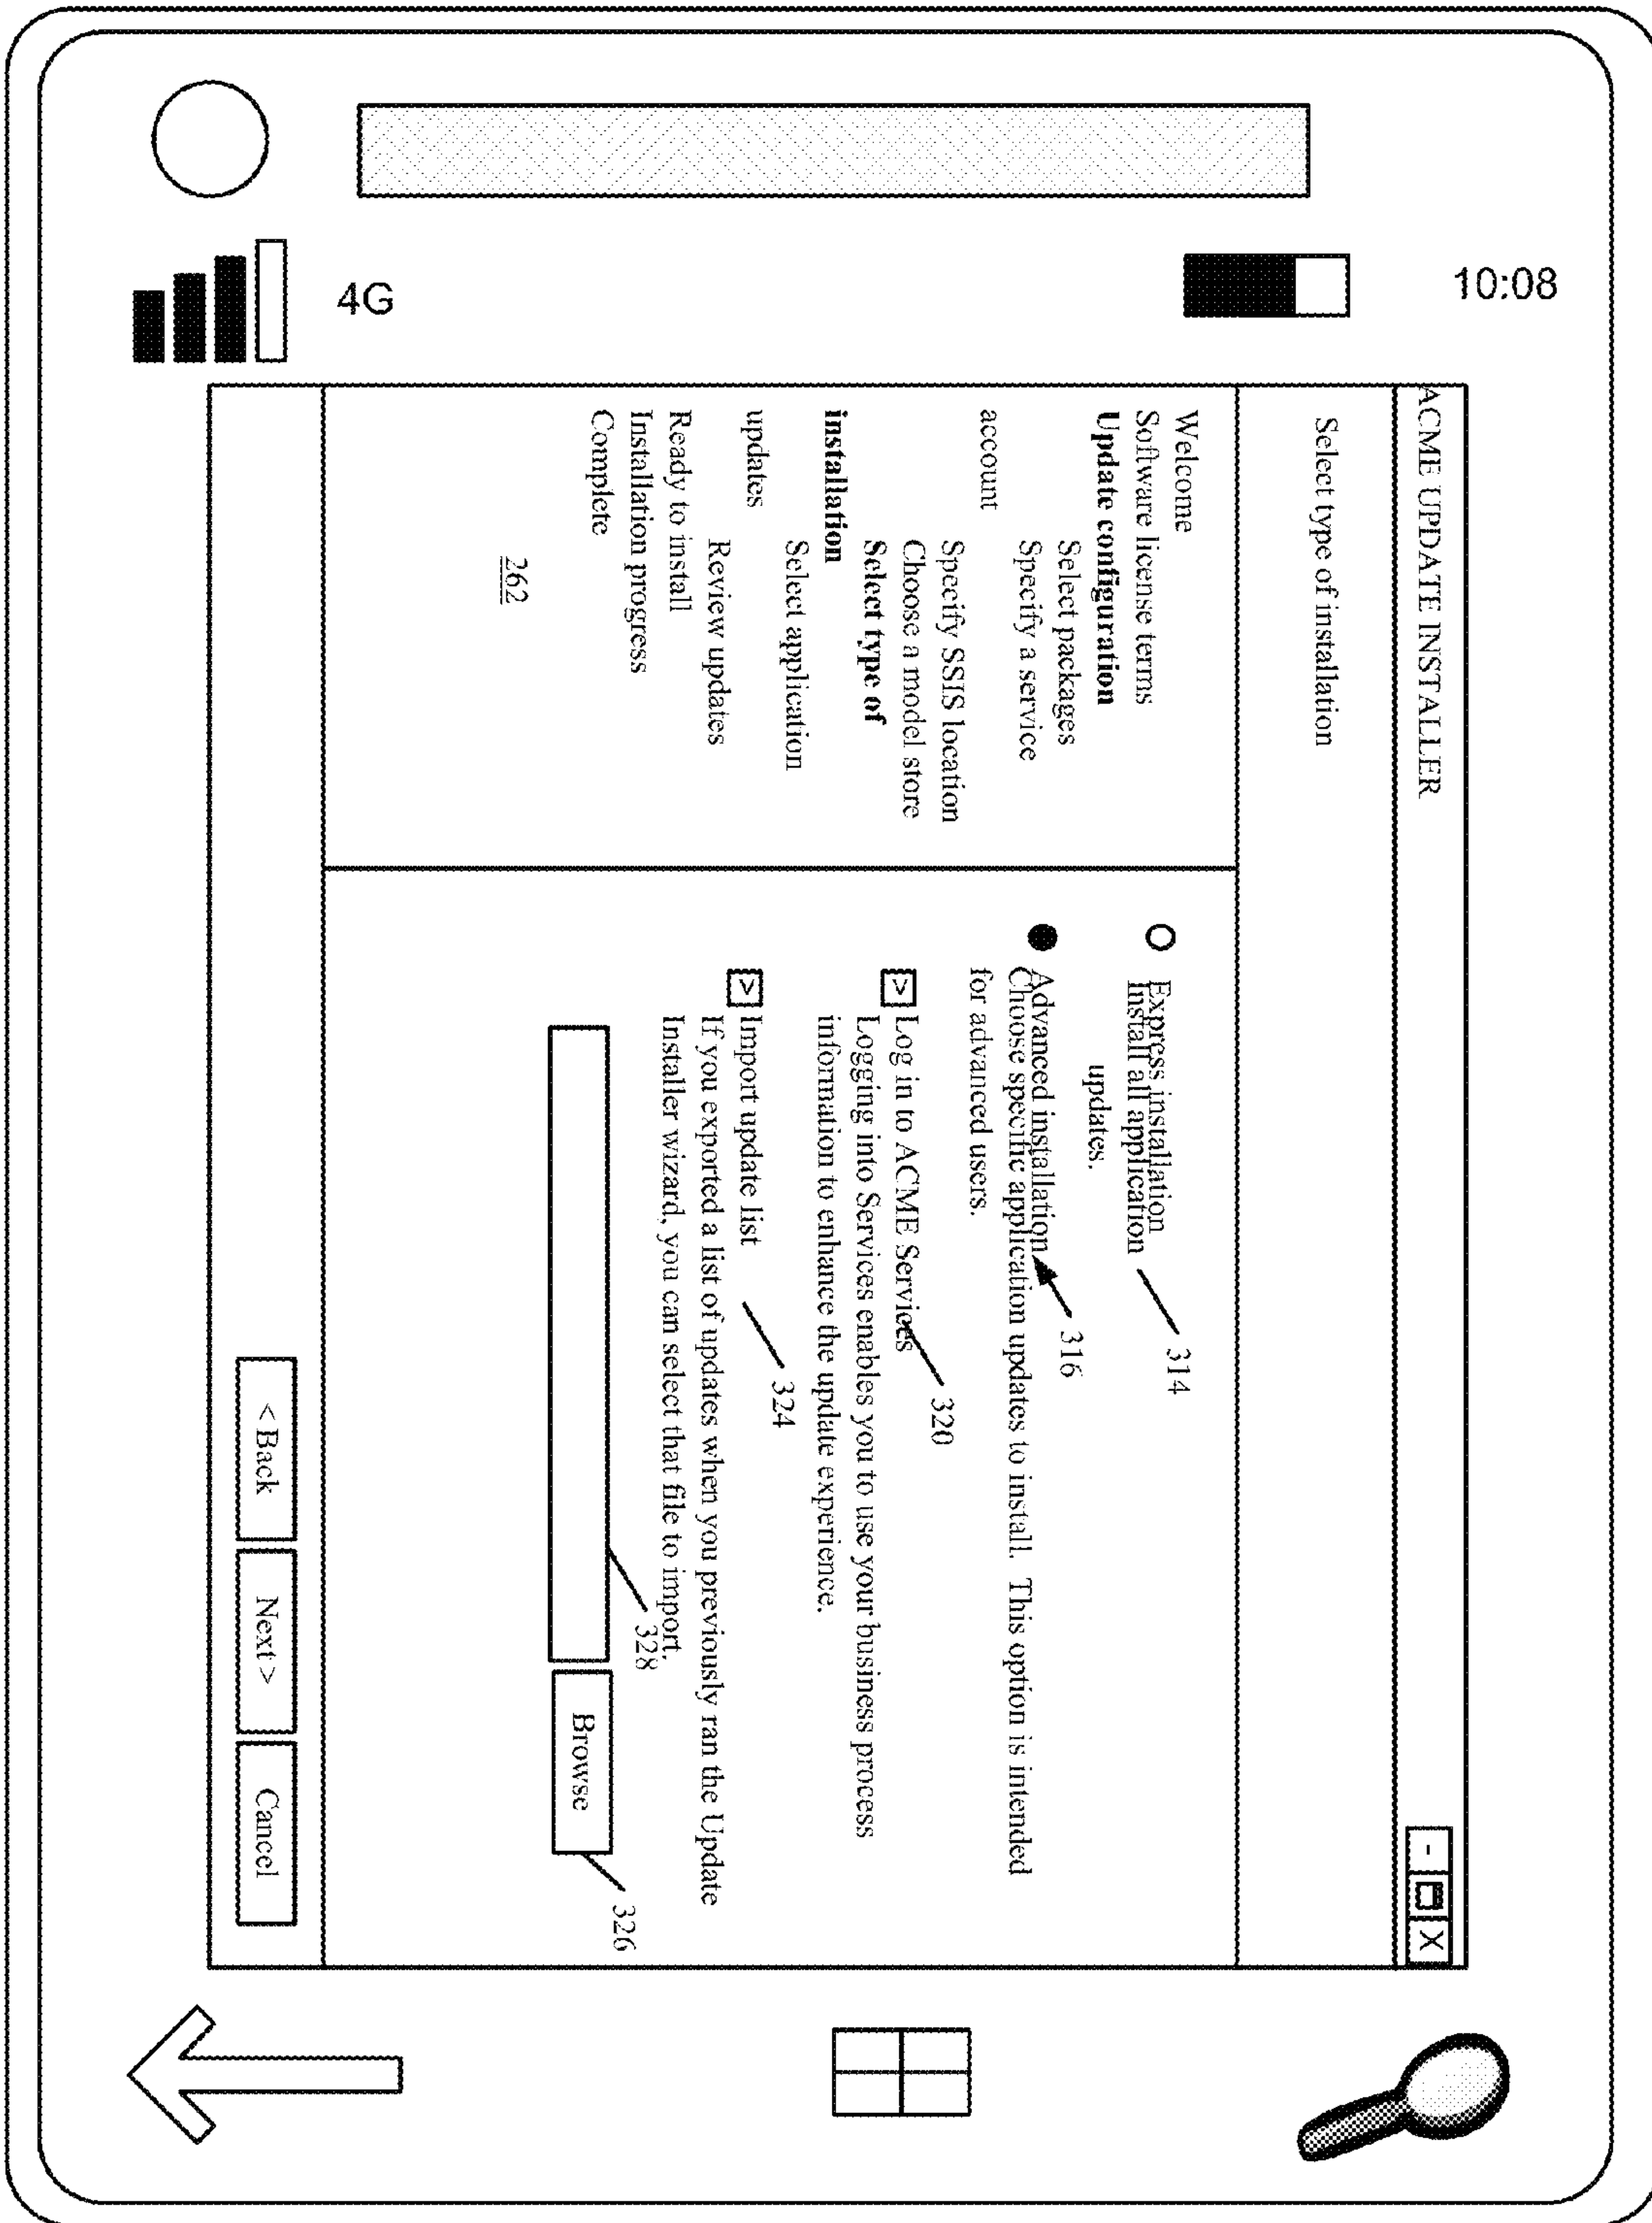 4G
10:08
ACME UPDATE INSTALLER
- X
Select type of installation
Welcome
Software license terms
Update configuration
Select packages
Specify a service
account
Specify SSIS location
Choose a model store
Select type of
installation
Select application
updates
Review updates
Ready to install
Installation progress
Complete
262
Express installation
Install all application
updates.
314
Advanced installation
316
Choose specific application updates to install. This option is intended
for advanced users.
> Log in to ACME Services
320
Logging into Services enables you to use your business process
information to enhance the update experience.
> Import update list
324
If you exported a list of updates when you previously ran the Update
Installer wizard, you can select that file to import.
328
Browse
326
< Back
Next >
Cancel